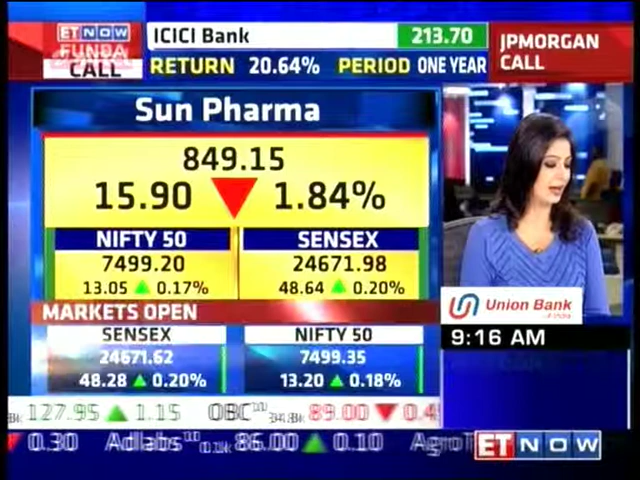 ET NOW
FUNDA
CALL
ICICI Bank 213.70
RETURN 20.64% PERIOD ONE YEAR
JPMORGAN
CALL
Sun Pharma
849.15
15.90 ▼ 1.84%
NIFTY 50
7499.20
13.05 ▲ 0.17%
SENSEX
24671.98
48.64 ▲ 0.20%
Union Bank
9:16 AM
MARKETS OPEN
SENSEX
24671.62
48.28 ▲ 0.20%
NIFTY 50
7499.35
13.20 ▲ 0.18%
127.95 ▲ 1.15 OBC 89.00 ▼ 0.4
▼ 0.30 Adlabs 86.00 ▲ 0.10 AgroT
ET NOW